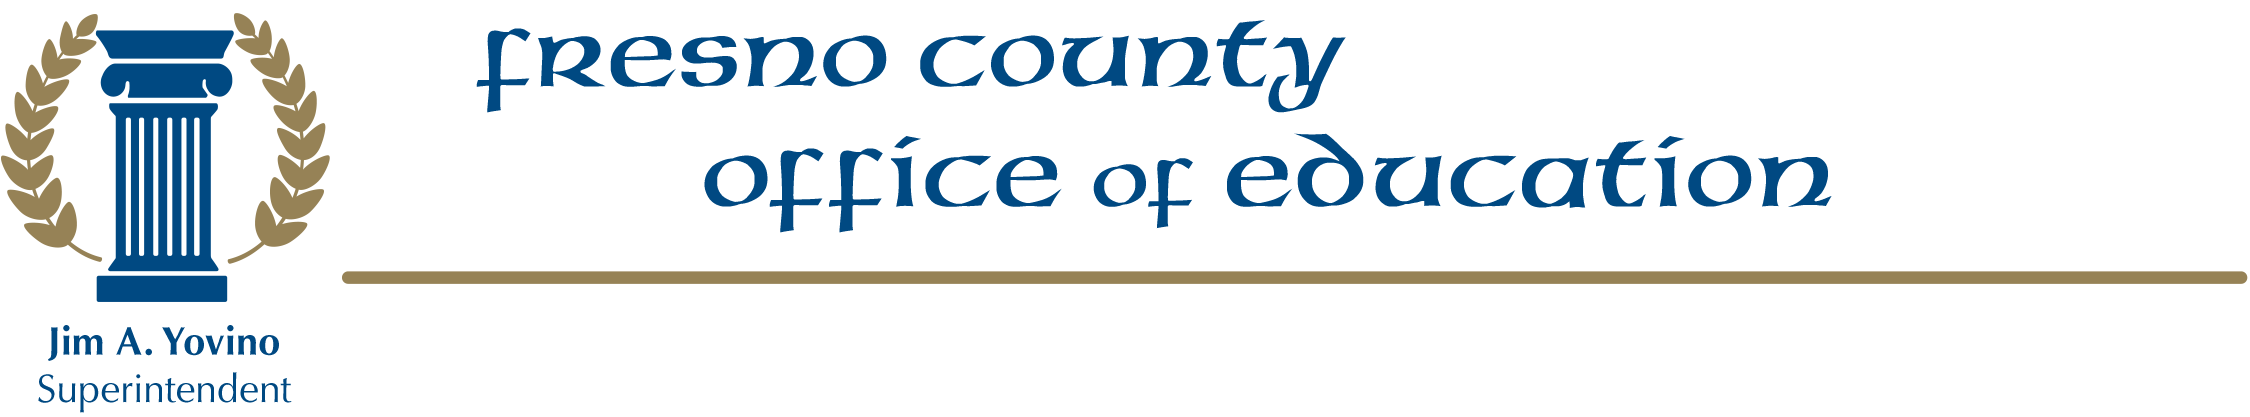 fresno county
office of education
Jim A. Yovino
Superintendent